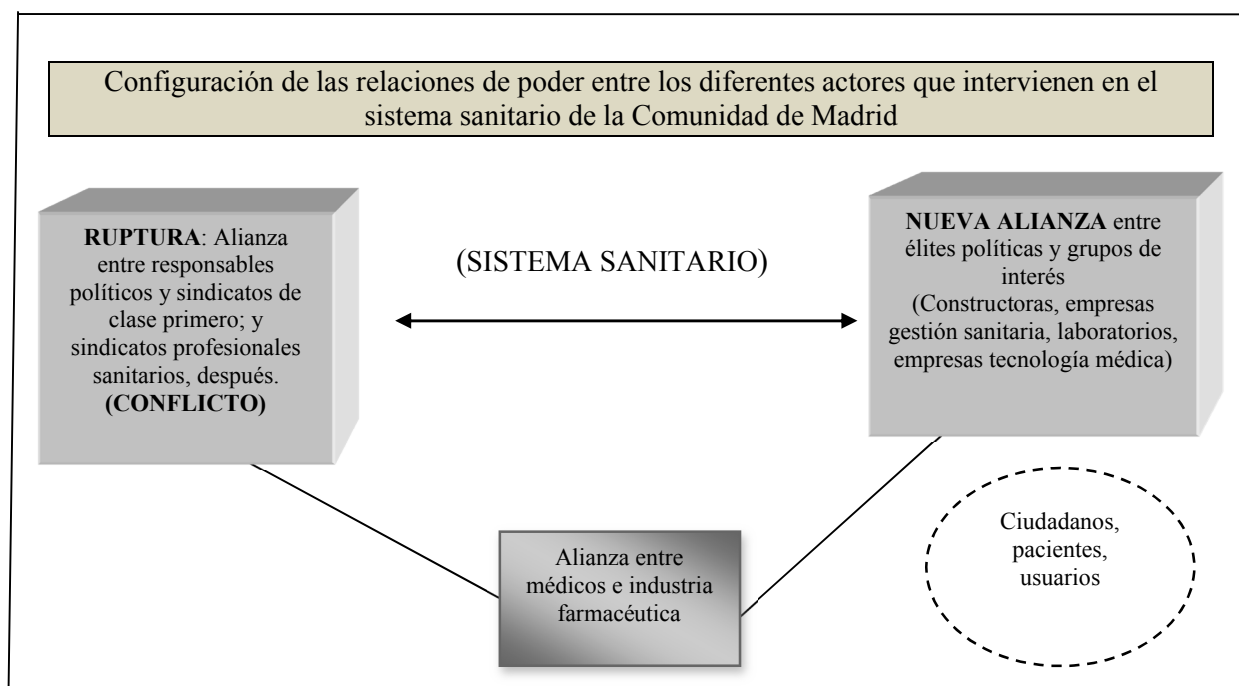 Configuración de las relaciones de poder entre los diferentes actores que intervienen en el
sistema sanitario de la Comunidad de Madrid
RUPTURA: Alianza
entre responsables
políticos y sindicatos de
clase primero; y
sindicatos profesionales
sanitarios, después.
(CONFLICTO)
(SISTEMA SANITARIO)
NUEVA ALIANZA entre
élites políticas y grupos de
interés
(Constructoras, empresas
gestión sanitaria, laboratorios,
empresas tecnología médica)
Alianza entre
médicos e industria
farmacéutica
Ciudadanos,
pacientes,
usuarios